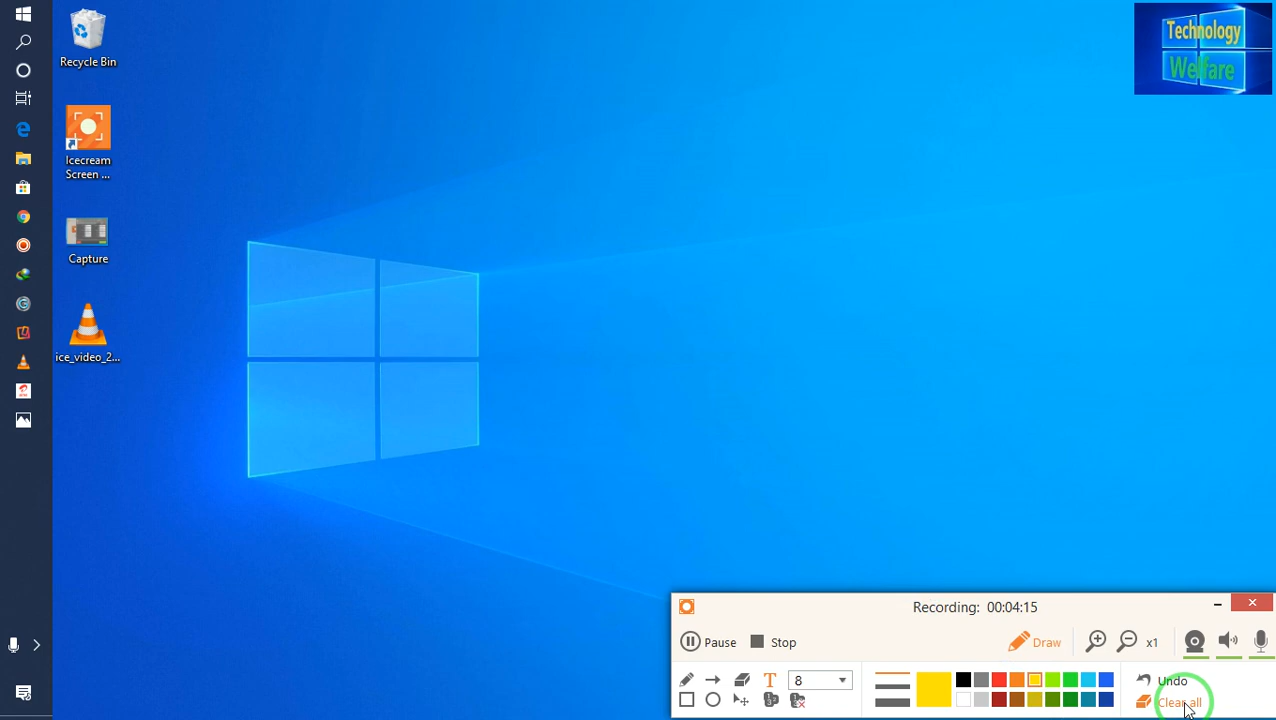 Recycle Bin
Icecream
Screen ...
Capture
ice_video_2...
Technology
Welfare
Recording: 00:04:15
Pause
Stop
Draw
x1
T
8
Undo
Clear all